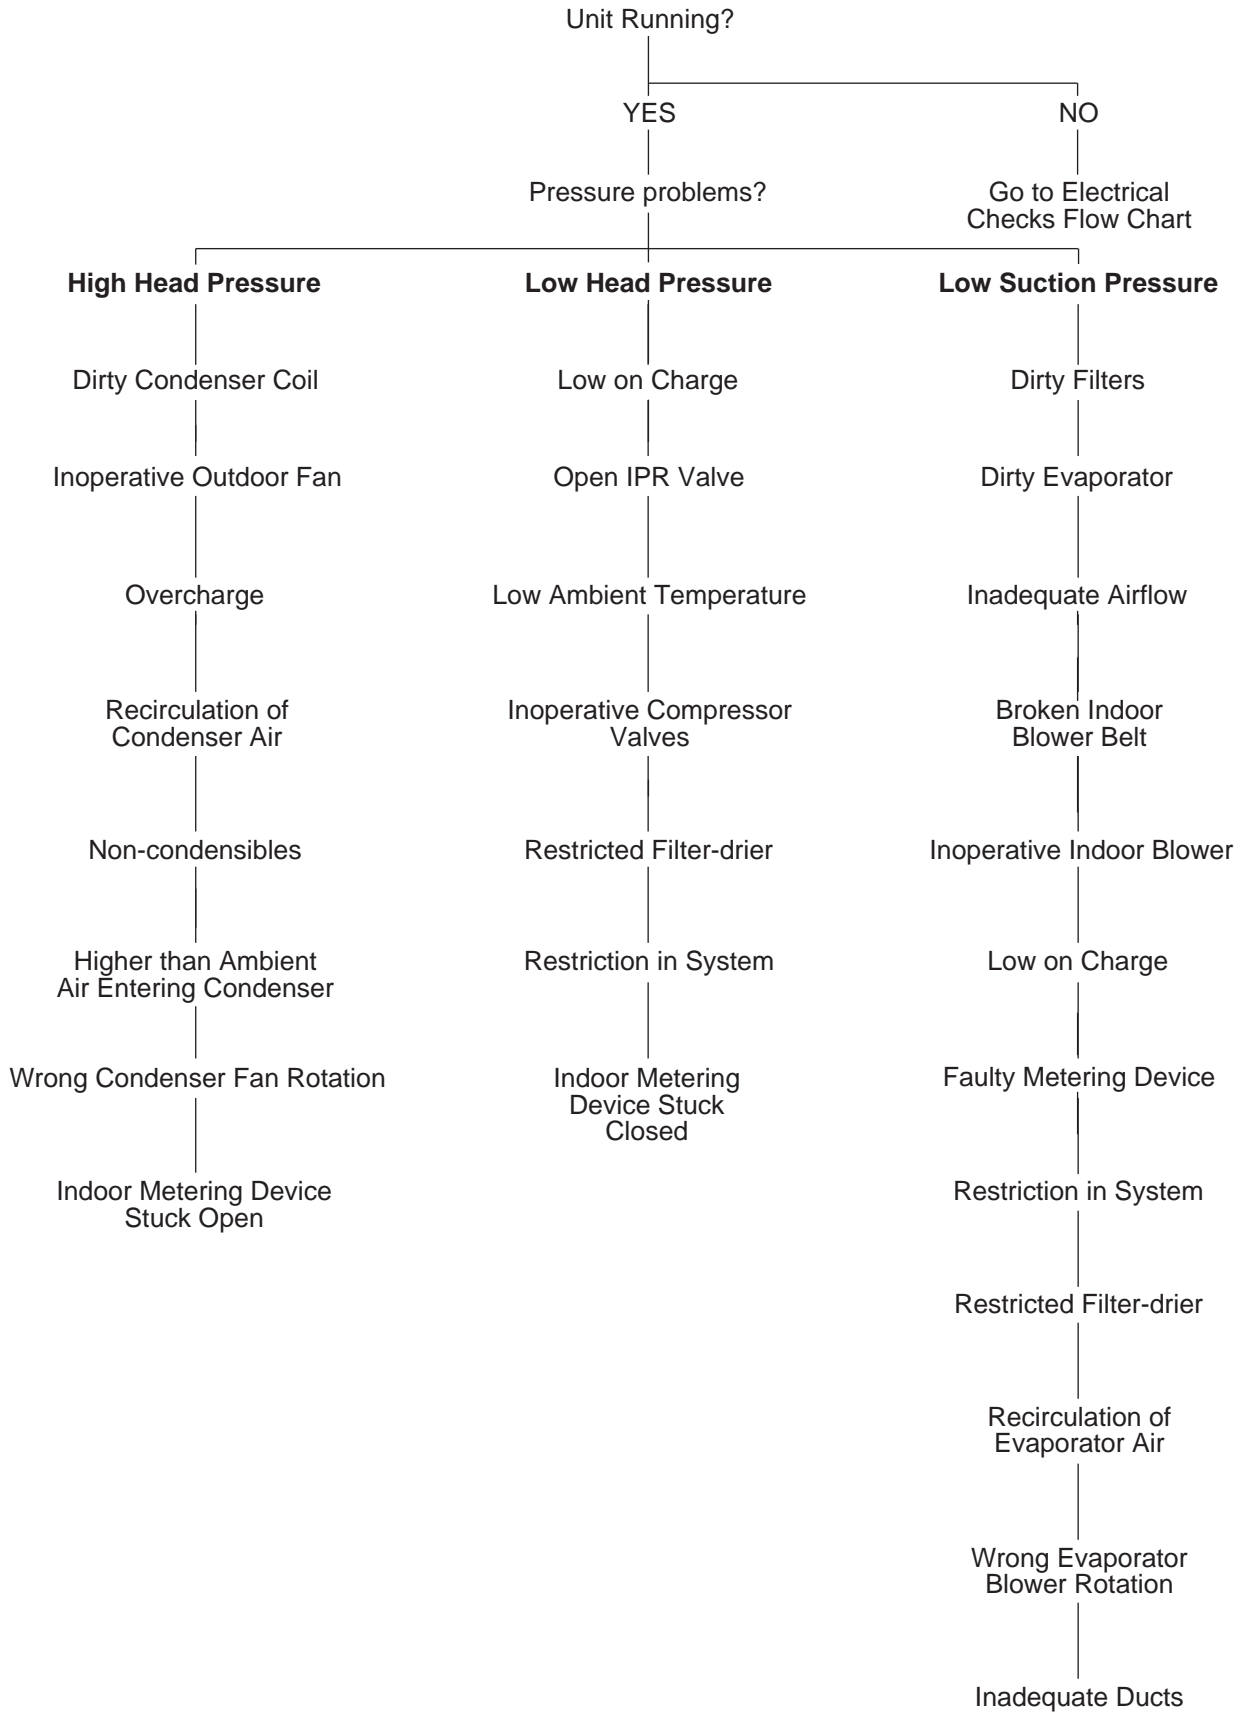 Unit Running?
YES
NO
Pressure problems?
Go to Electrical
Checks Flow Chart
High Head Pressure
Low Head Pressure
Low Suction Pressure
Dirty Condenser Coil
Inoperative Outdoor Fan
Overcharge
Recirculation of
Condenser Air
Non-condensibles
Higher than Ambient
Air Entering Condenser
Wrong Condenser Fan Rotation
Indoor Metering Device
Stuck Open
Low on Charge
Open IPR Valve
Low Ambient Temperature
Inoperative Compressor
Valves
Restricted Filter-drier
Restriction in System
Indoor Metering
Device Stuck
Closed
Dirty Filters
Dirty Evaporator
Inadequate Airflow
Broken Indoor
Blower Belt
Inoperative Indoor Blower
Low on Charge
Faulty Metering Device
Restriction in System
Restricted Filter-drier
Recirculation of
Evaporator Air
Wrong Evaporator
Blower Rotation
Inadequate Ducts